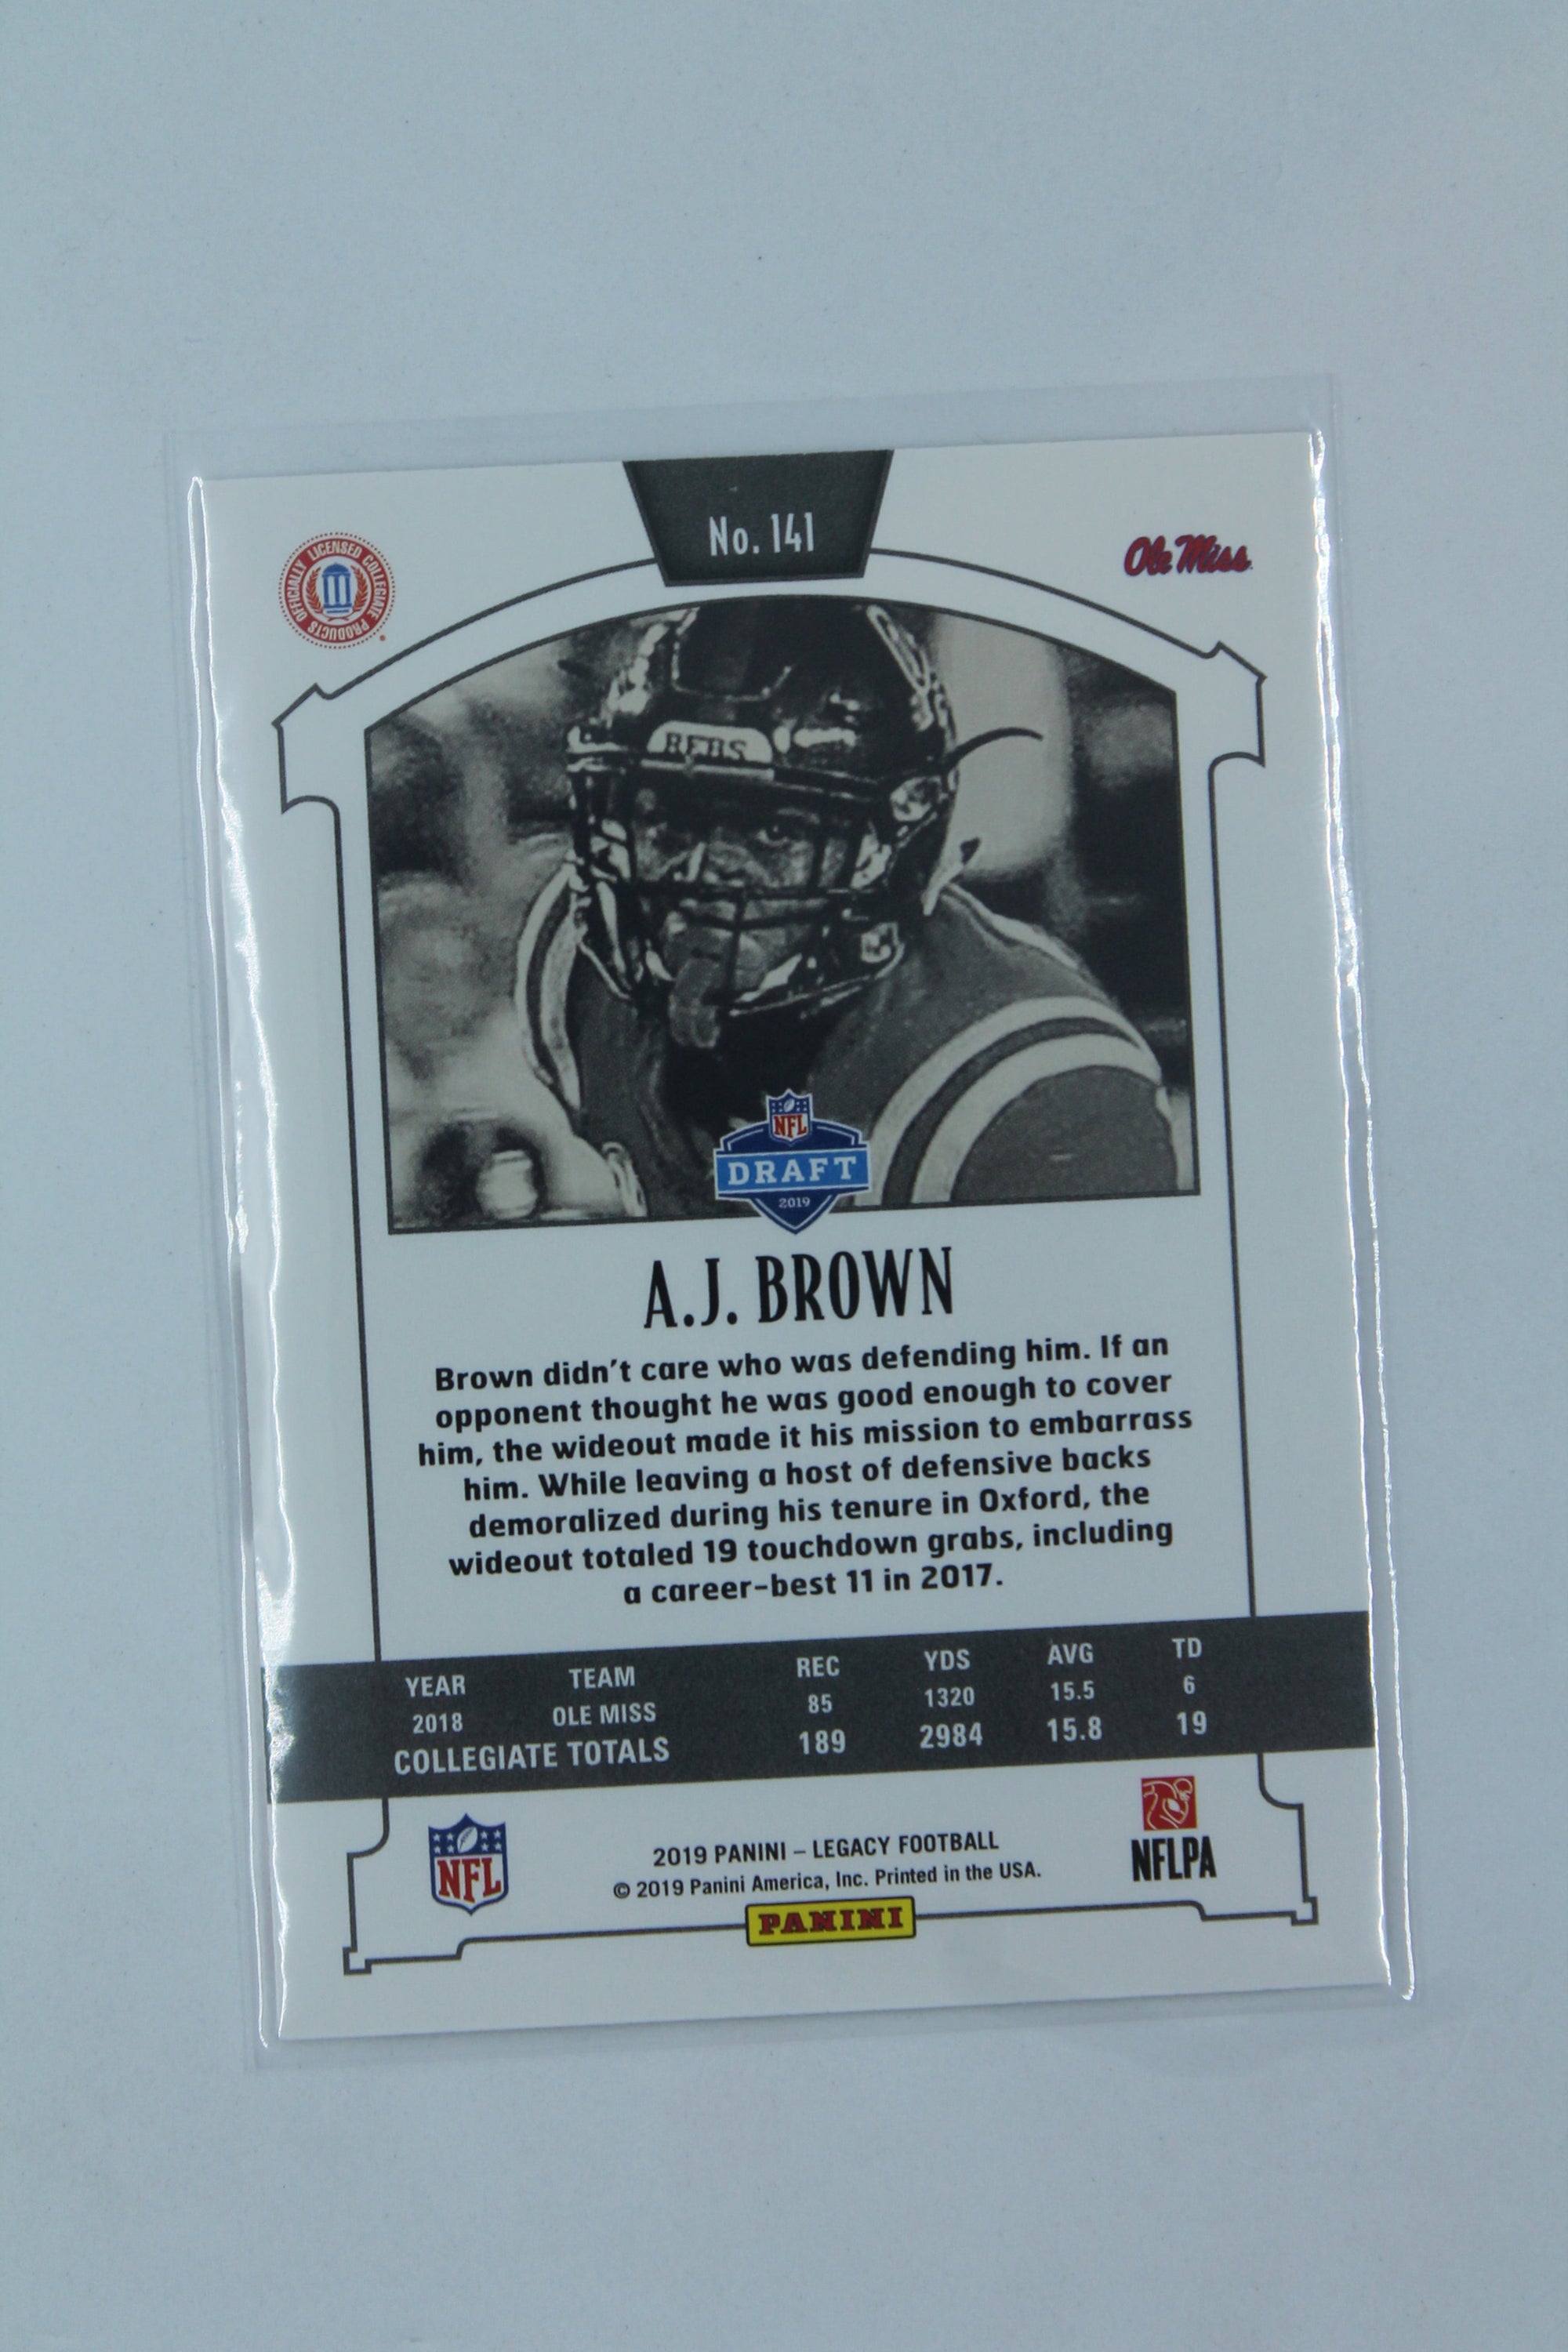 No. 141
OFFICIALLY LICENSED COLLEGIATE PRODUCTS
Ole Miss
REBS
NFL
DRAFT
2019
A.J. BROWN
Brown didn't care who was defending him. If an
opponent thought he was good enough to cover
him, the wideout made it his mission to embarrass
him. While leaving a host of defensive backs
demoralized during his tenure in Oxford, the
wideout totaled 19 touchdown grabs, including
a career-best 11 in 2017.
YEAR TEAM REC YDS AVG TD
2018 OLE MISS 85 1320 15.5 6
COLLEGIATE TOTALS 189 2984 15.8 19
NFL
2019 PANINI – LEGACY FOOTBALL
© 2019 Panini America, Inc. Printed in the USA.
NFLPA
PANINI